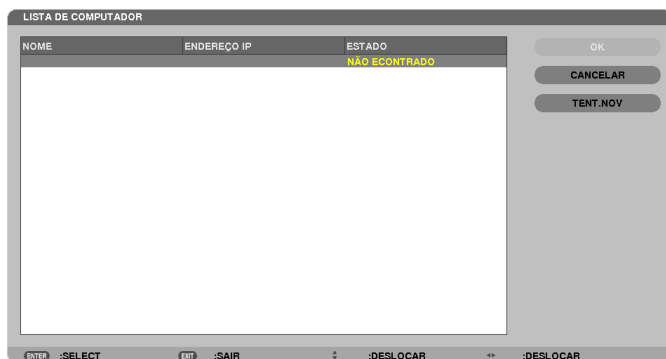 LISTA DE COMPUTADOR
NOME ENDEREÇO IP ESTADO
NÃO ECONTRADO
OK
CANCELAR
TENT.NOV
ENTER :SELECT EXIT :SAIR :DESLOCAR :DESLOCAR